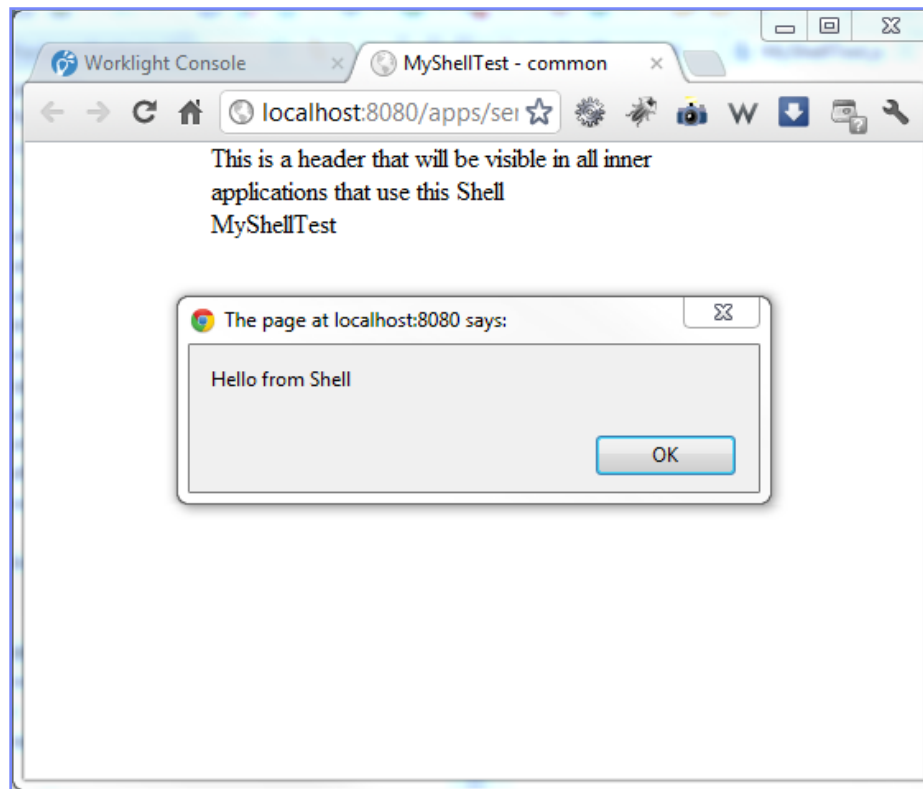 Worklight Console
MyShellTest - common
localhost:8080/apps/ser
W
This is a header that will be visible in all inner
applications that use this Shell
MyShellTest
The page at localhost:8080 says:
Hello from Shell
OK